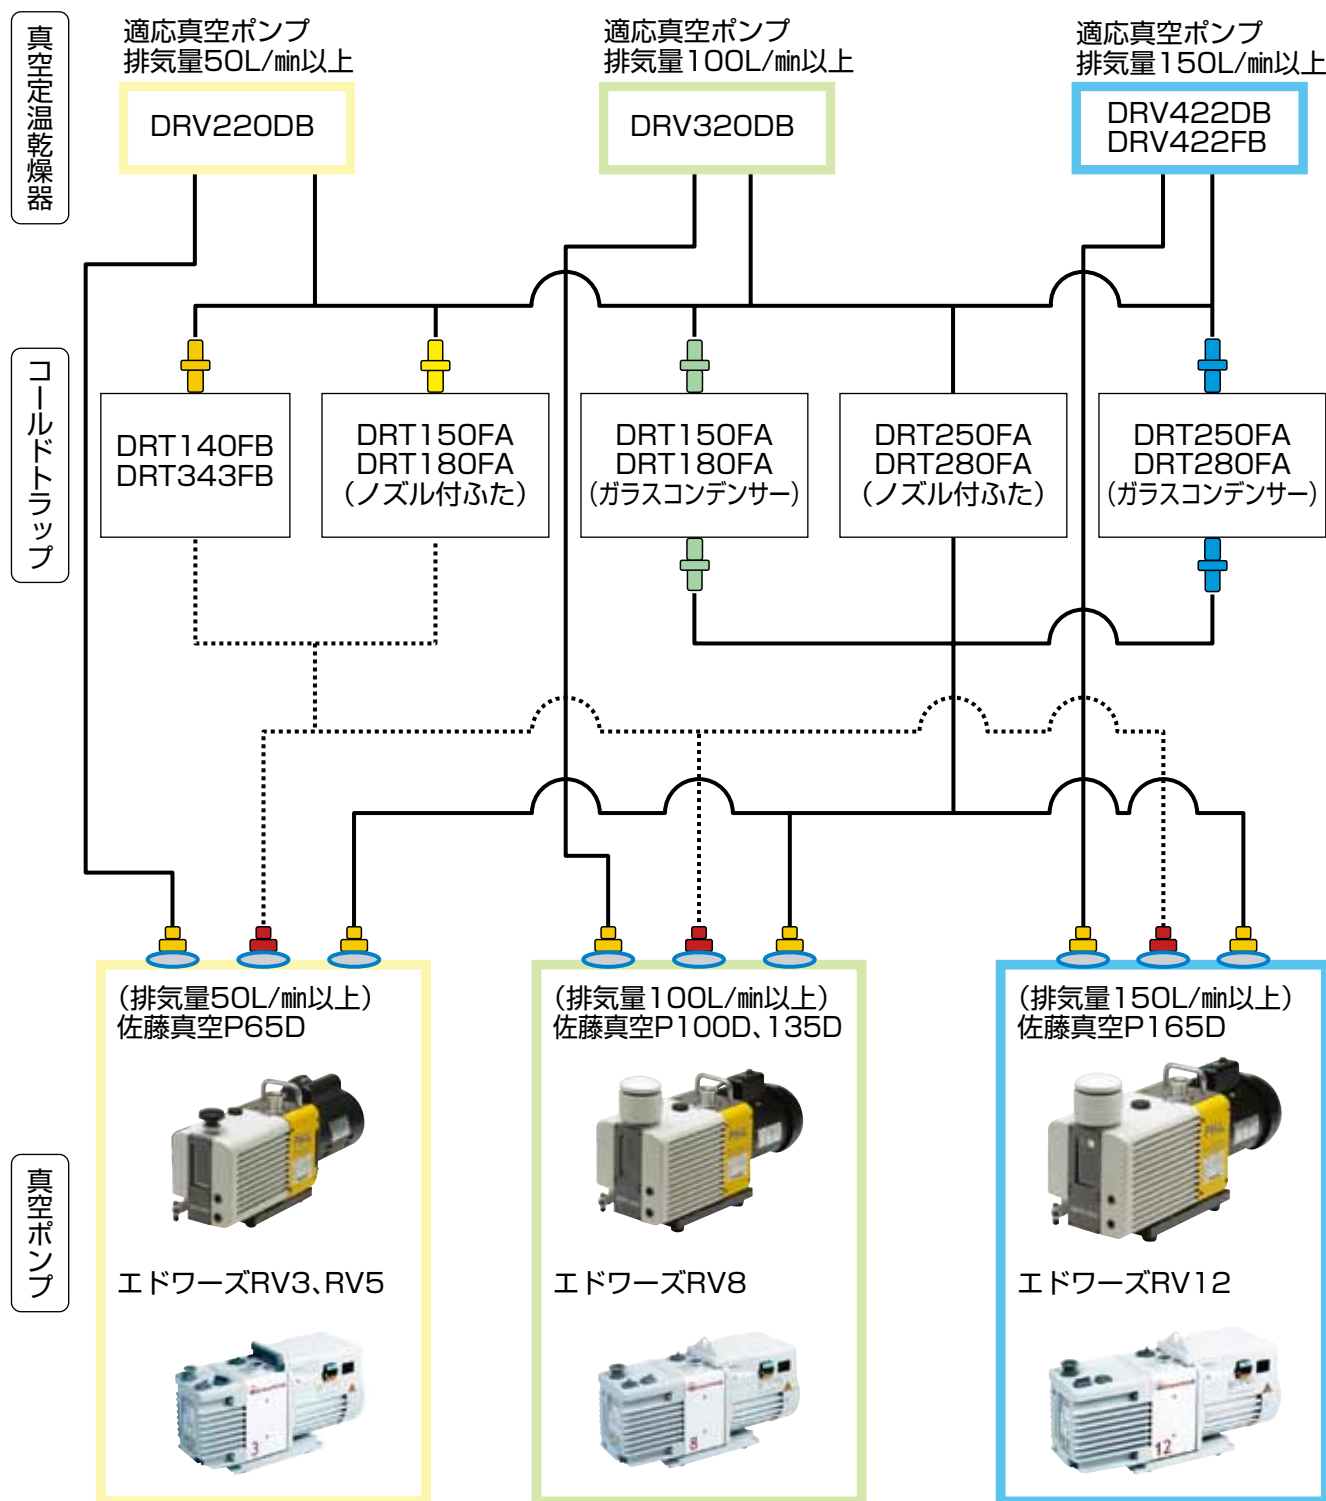 真空定温乾燥器
適応真空ポンプ
排気量50L/㎜in以上
適応真空ポンプ
排気量100L/min以上
適応真空ポンプ
排気量150L/min以上
DRV220DB
DRV320DB
DRV422DB
DRV422FB
コールドトラップ
DRT140FB
DRT343FB
DRT150FA
DRT180FA
(ノズル付ふた)
DRT150FA
DRT180FA
(ガラスコンデンサー)
DRT250FA
DRT280FA
(ノズル付ふた)
DRT250FA
DRT280FA
(ガラスコンデンサー)
真空ポンプ
(排気量50L/min以上)
佐藤真空P65D
エドワーズRV3、RV5
3
(排気量100L/min以上)
佐藤真空P100D、135D
エドワーズRV8
8
(排気量150L/min以上)
佐藤真空P165D
エドワーズRV12
12